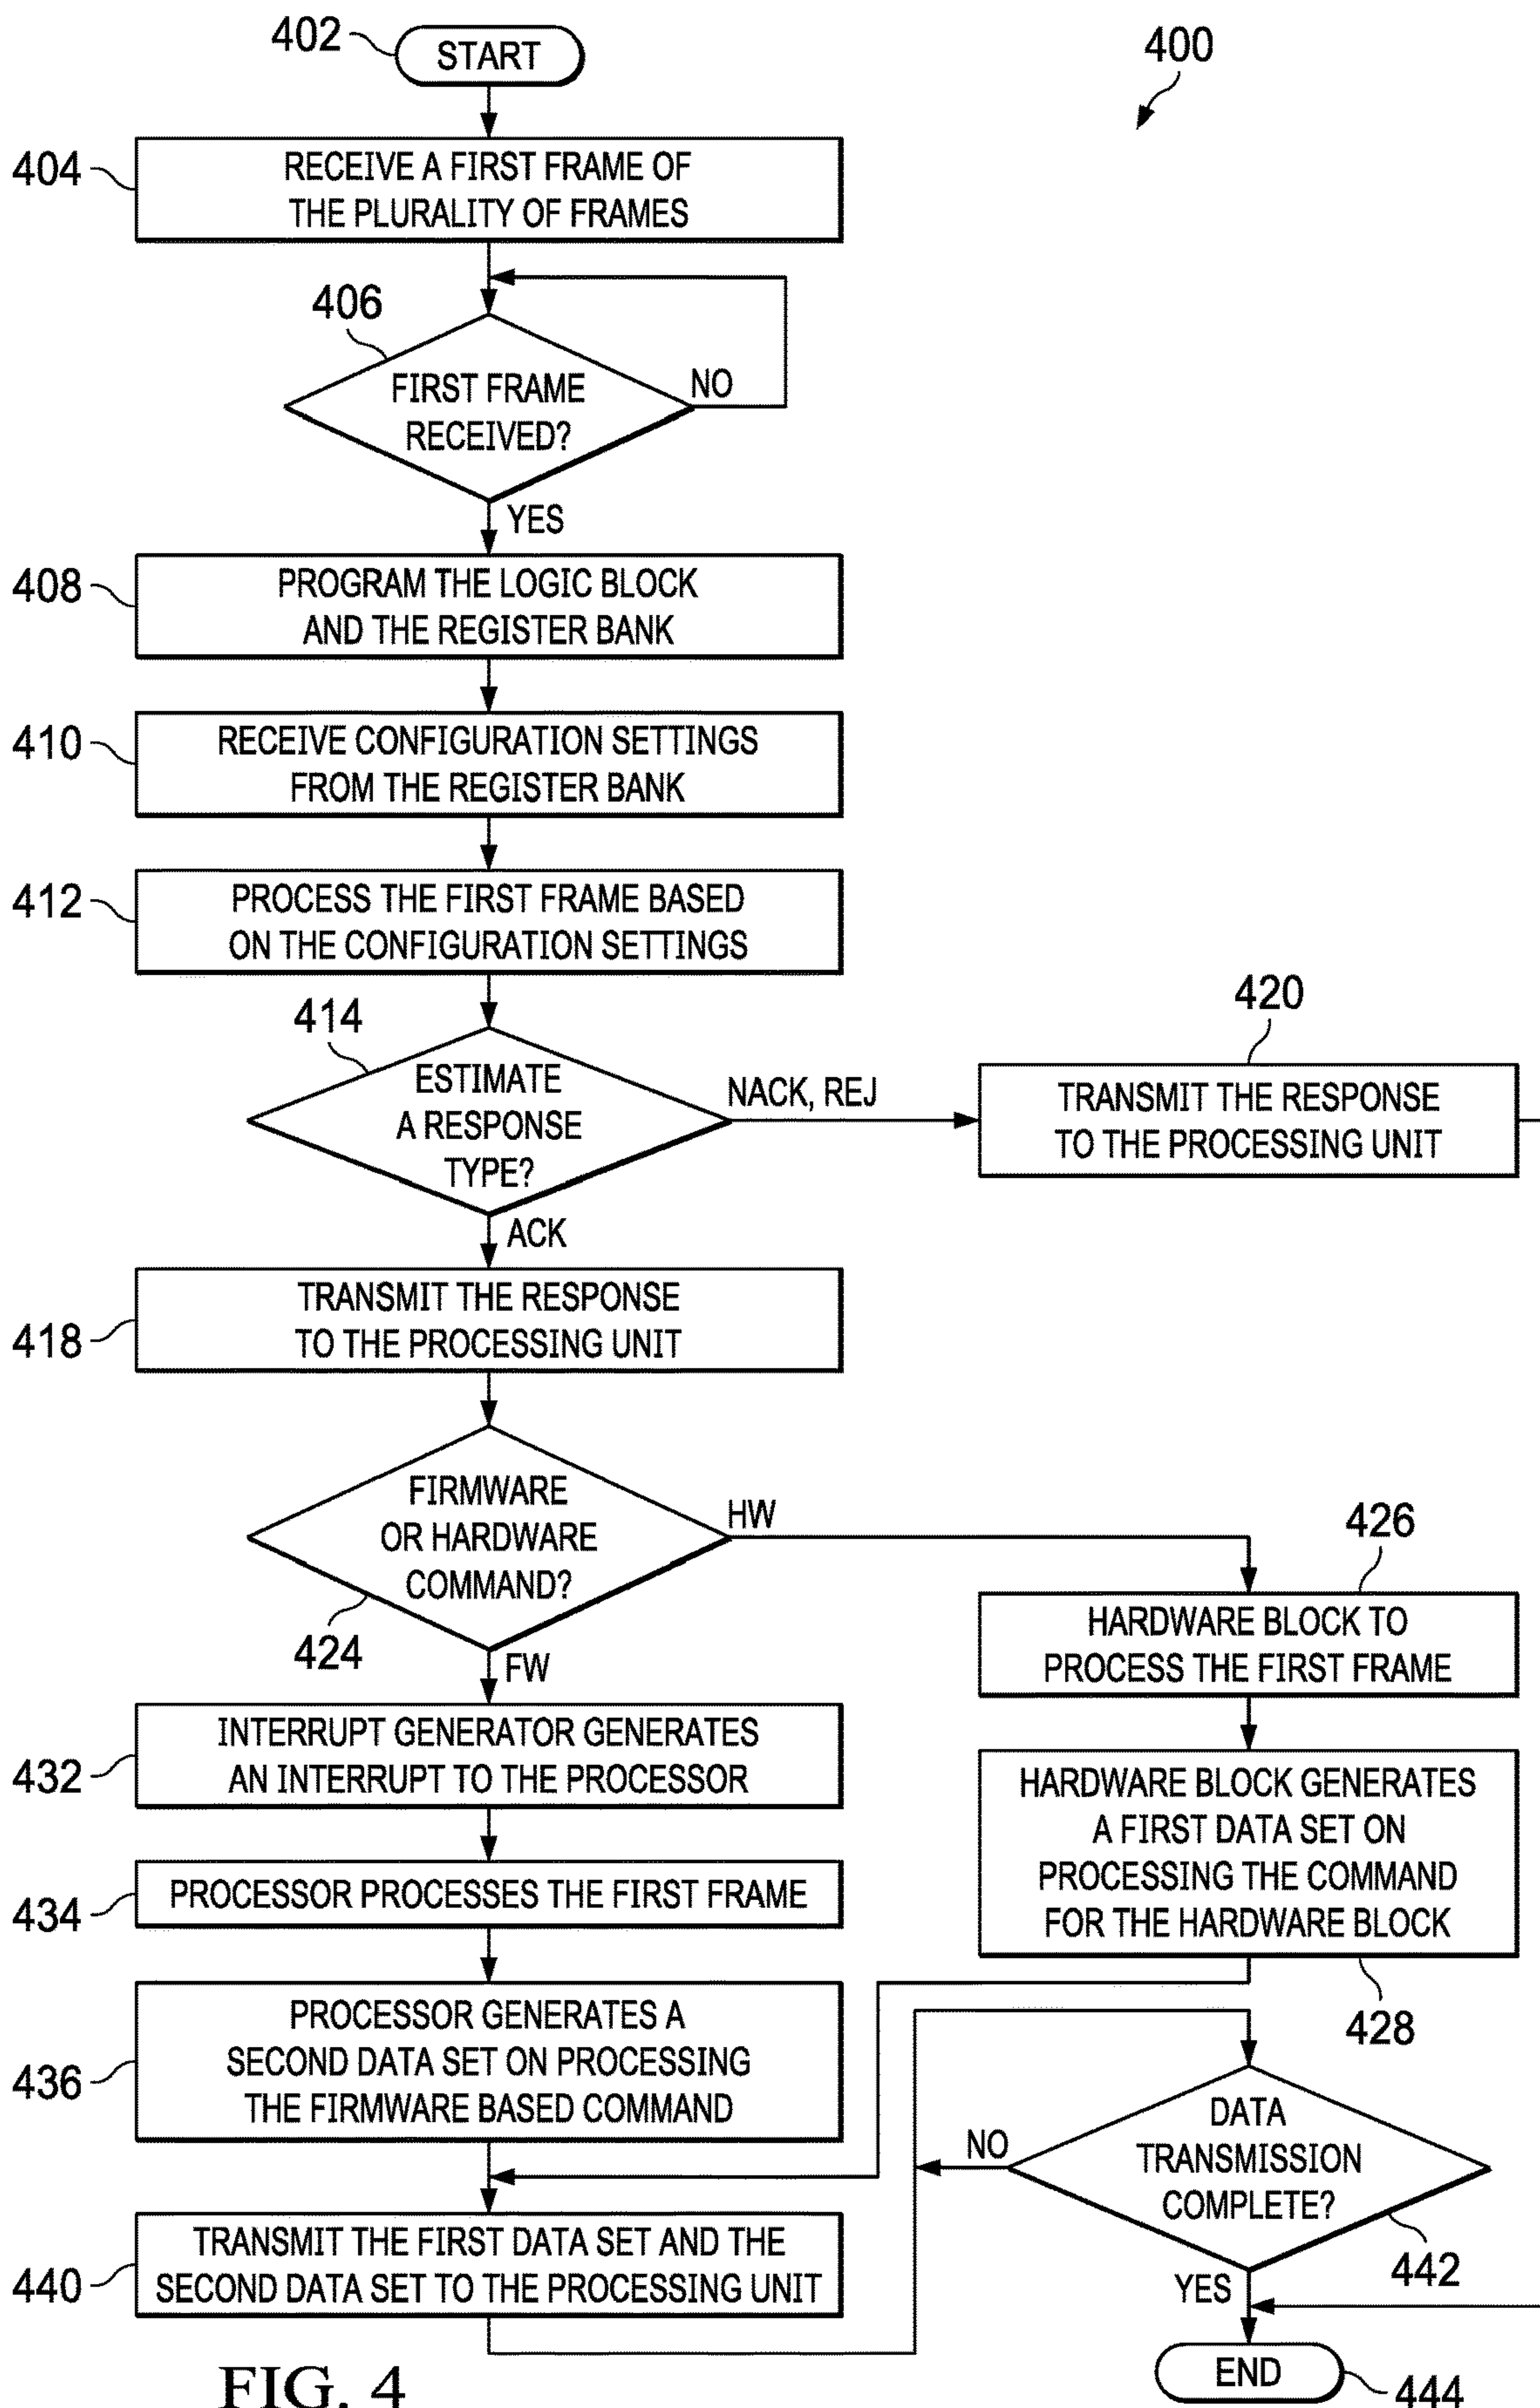 402
START
400
404
RECEIVE A FIRST FRAME OF
THE PLURALITY OF FRAMES
406
FIRST FRAME
RECEIVED?
NO
YES
408
PROGRAM THE LOGIC BLOCK
AND THE REGISTER BANK
410
RECEIVE CONFIGURATION SETTINGS
FROM THE REGISTER BANK
412
PROCESS THE FIRST FRAME BASED
ON THE CONFIGURATION SETTINGS
414
ESTIMATE
A RESPONSE
TYPE?
NACK, REJ
420
TRANSMIT THE RESPONSE
TO THE PROCESSING UNIT
ACK
418
TRANSMIT THE RESPONSE
TO THE PROCESSING UNIT
FIRMWARE
OR HARDWARE
COMMAND?
424
HW
426
HARDWARE BLOCK TO
PROCESS THE FIRST FRAME
FW
432
INTERRUPT GENERATOR GENERATES
AN INTERRUPT TO THE PROCESSOR
HARDWARE BLOCK GENERATES
A FIRST DATA SET ON
PROCESSING THE COMMAND
FOR THE HARDWARE BLOCK
428
434
PROCESSOR PROCESSES THE FIRST FRAME
436
PROCESSOR GENERATES A
SECOND DATA SET ON PROCESSING
THE FIRMWARE BASED COMMAND
DATA
TRANSMISSION
COMPLETE?
NO
442
YES
440
TRANSMIT THE FIRST DATA SET AND THE
SECOND DATA SET TO THE PROCESSING UNIT
END
444
FIG. 4